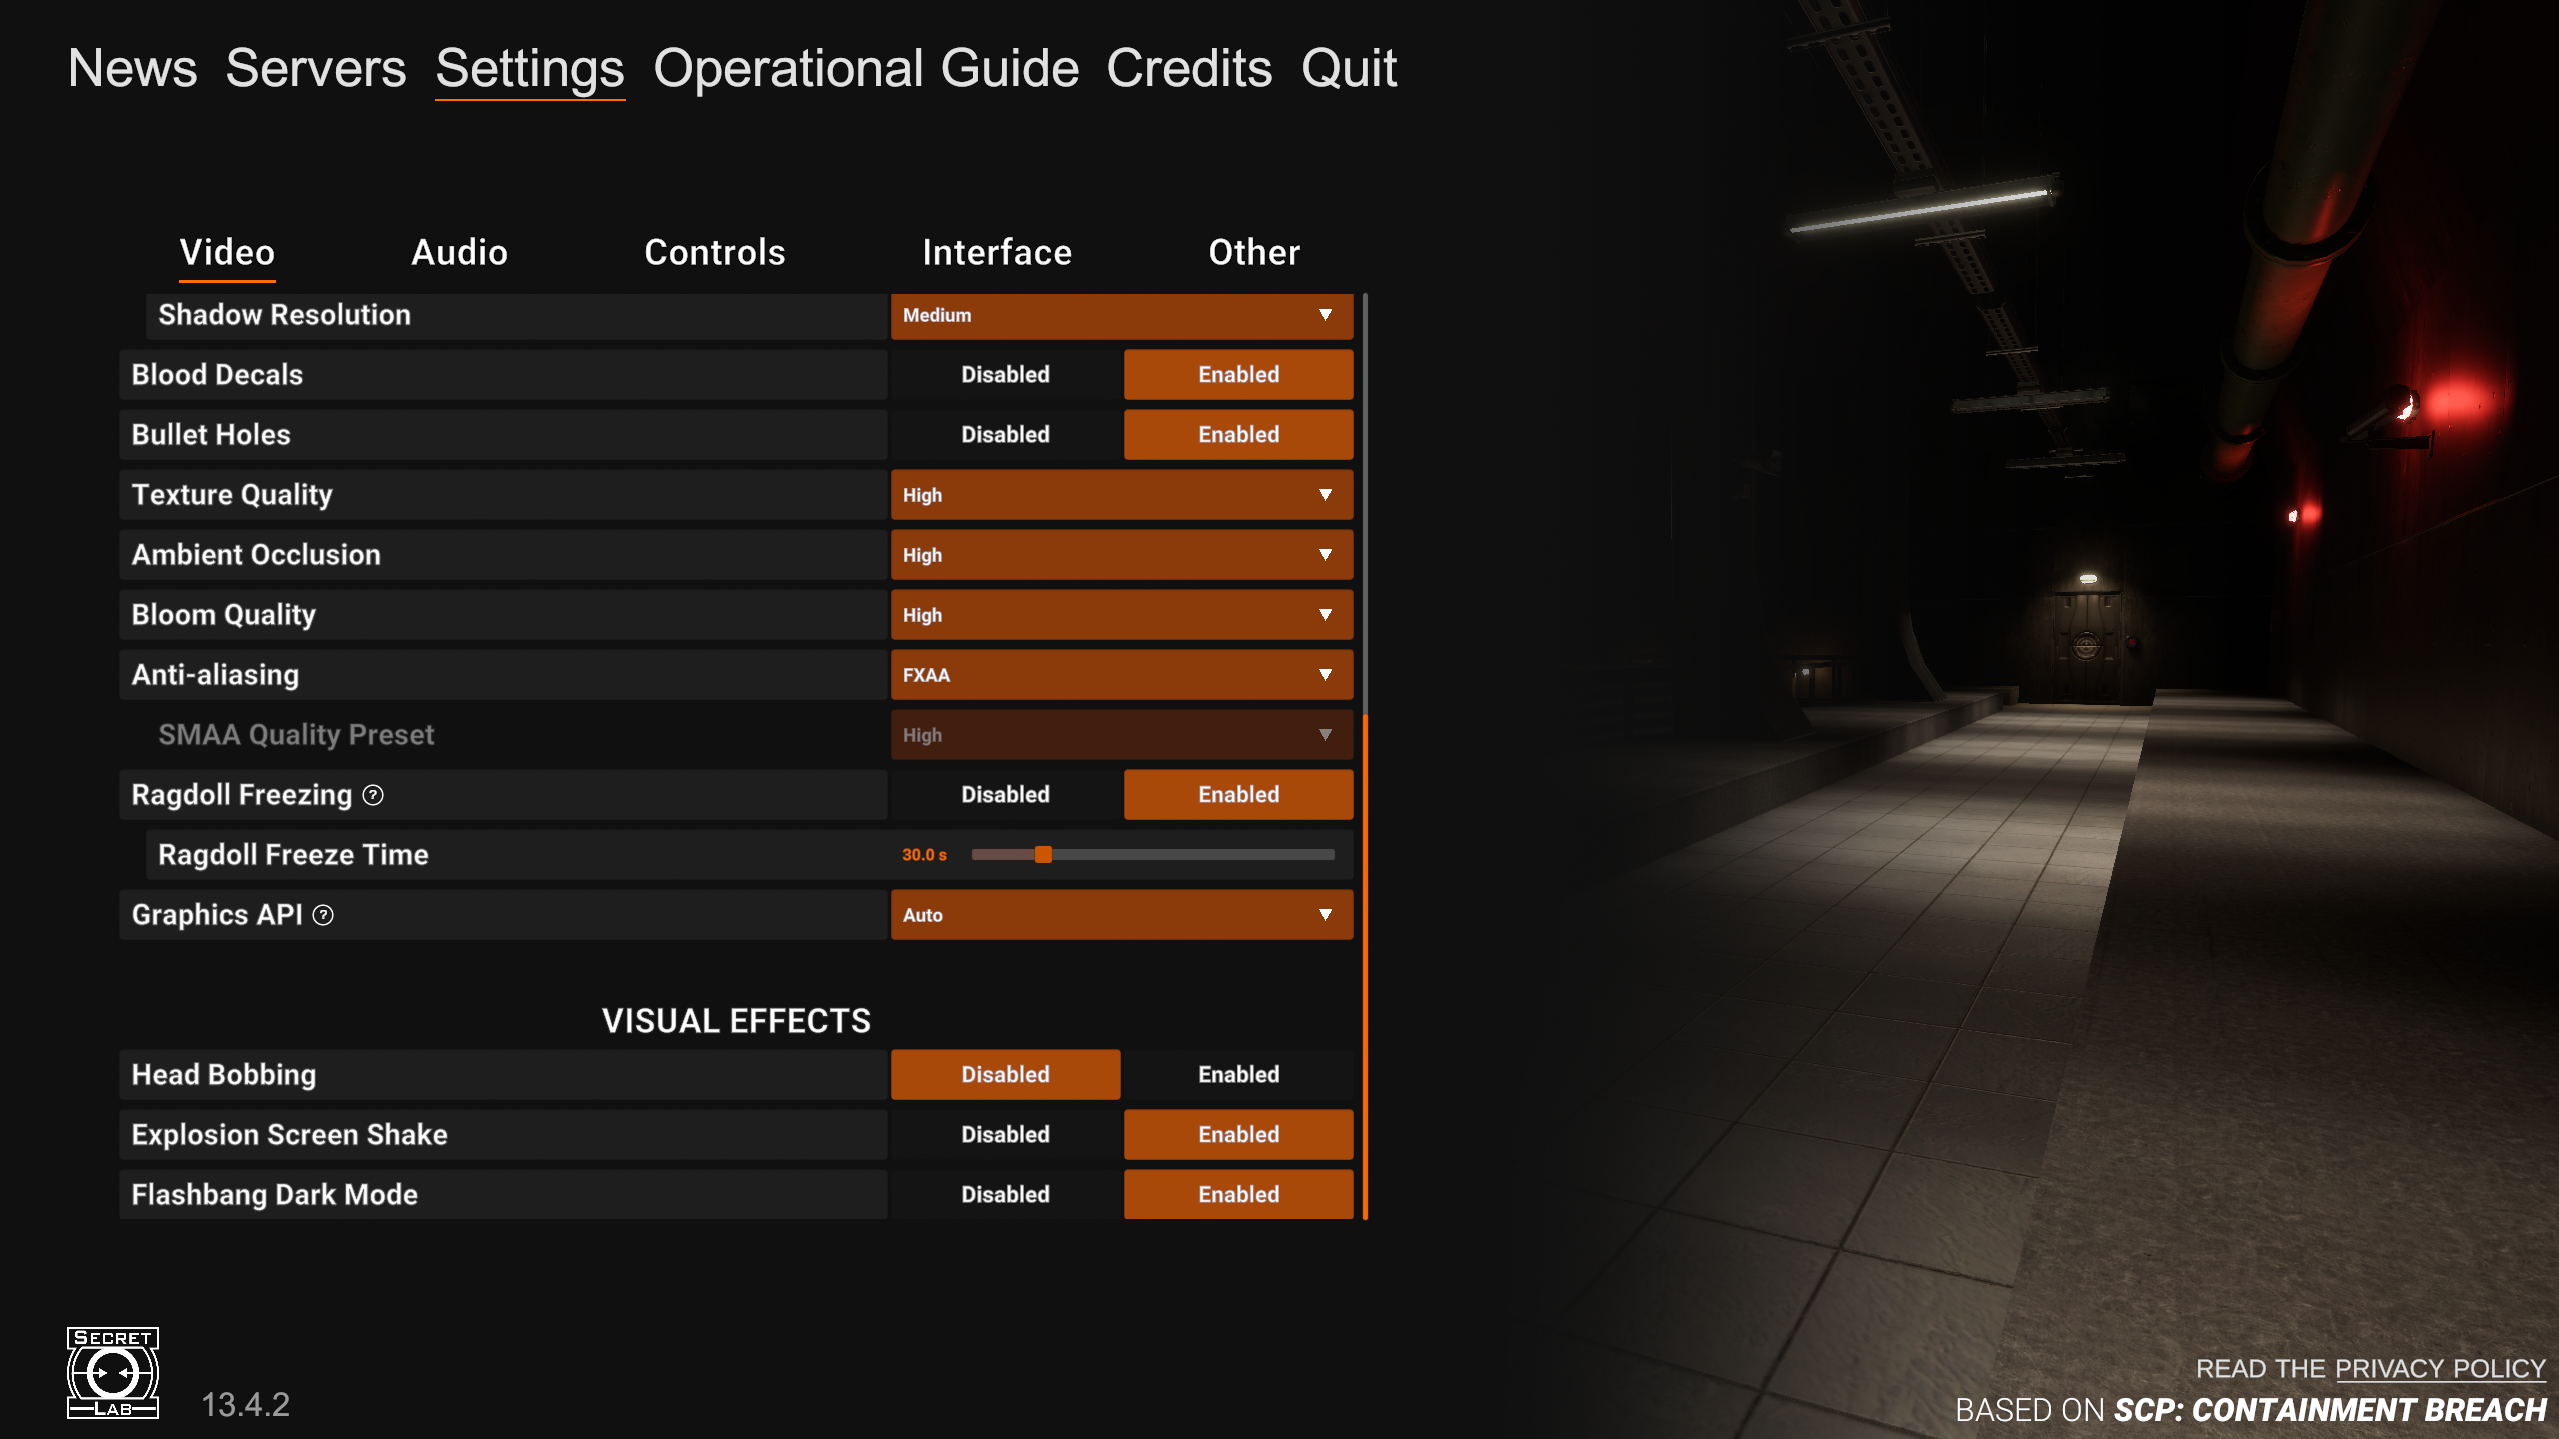 News Servers Settings Operational Guide Credits Quit
Video Audio Controls Interface Other
Shadow Resolution Medium
Blood Decals Disabled Enabled
Bullet Holes Disabled Enabled
Texture Quality High
Ambient Occlusion High
Bloom Quality High
Anti-aliasing FXAA
SMAA Quality Preset High
Ragdoll Freezing ? Disabled Enabled
Ragdoll Freeze Time 30.0 s
Graphics API ? Auto
VISUAL EFFECTS
Head Bobbing Disabled Enabled
Explosion Screen Shake Disabled Enabled
Flashbang Dark Mode Disabled Enabled
SECRET
LAB
13.4.2
READ THE PRIVACY POLICY
BASED ON SCP: CONTAINMENT BREACH